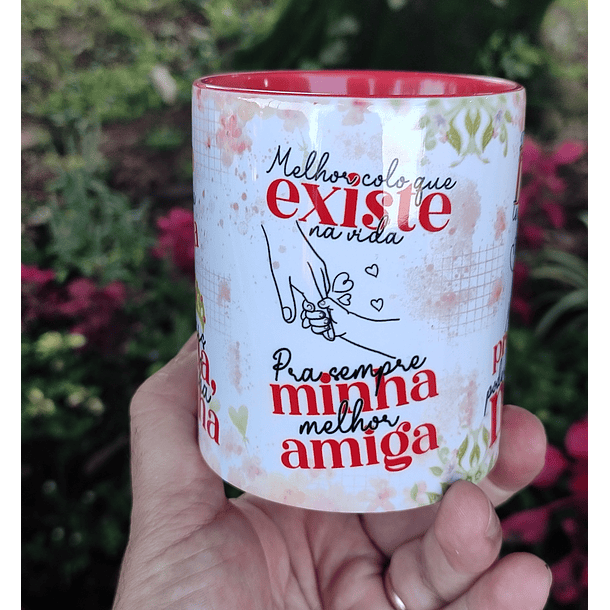 Melhor colo que
existe
na vida
Pra sempre
minha
melhor
amiga